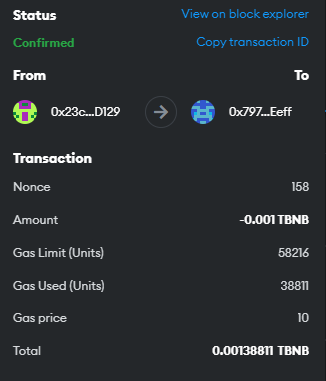 Status View on block explorer
Confirmed Copy transaction ID
From To
0x23c...D129 0x797...Eeff
Transaction
Nonce 158
Amount -0.001 TBNB
Gas Limit (Units) 58216
Gas Used (Units) 38811
Gas price 10
Total 0.00138811 TBNB